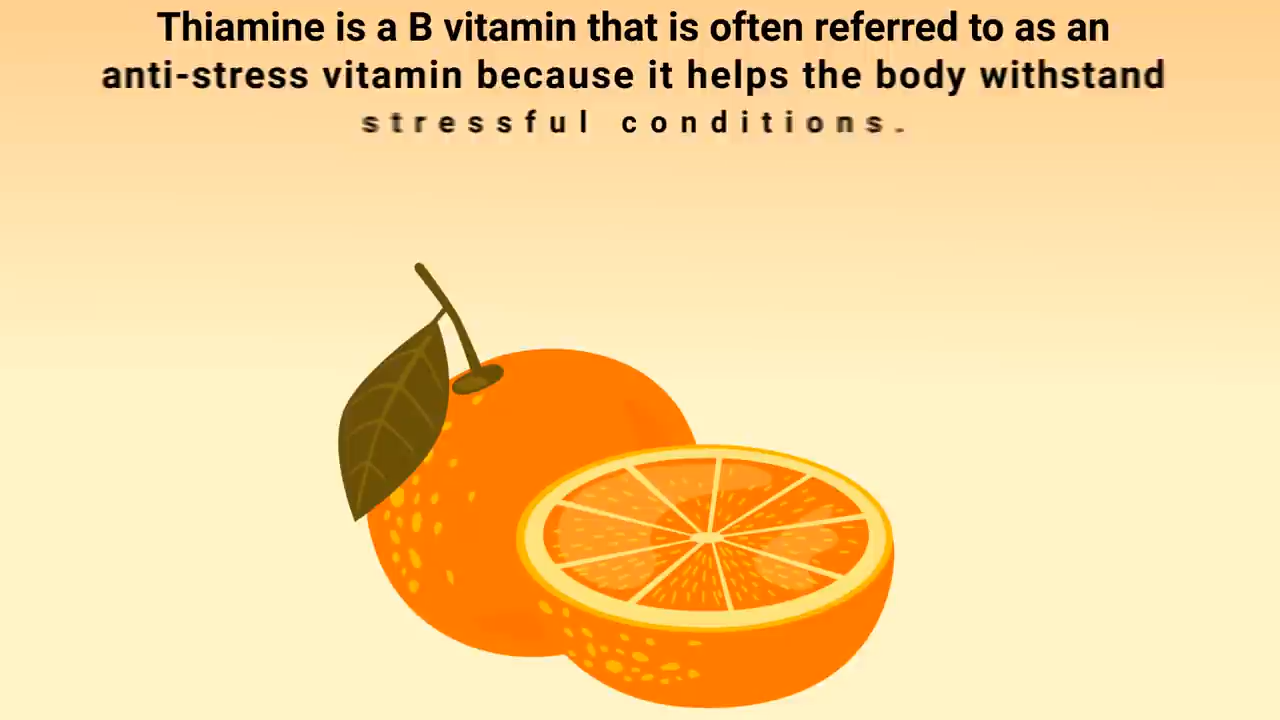 Thiamine is a B vitamin that is often referred to as an
anti-stress vitamin because it helps the body withstand
stressful conditions.